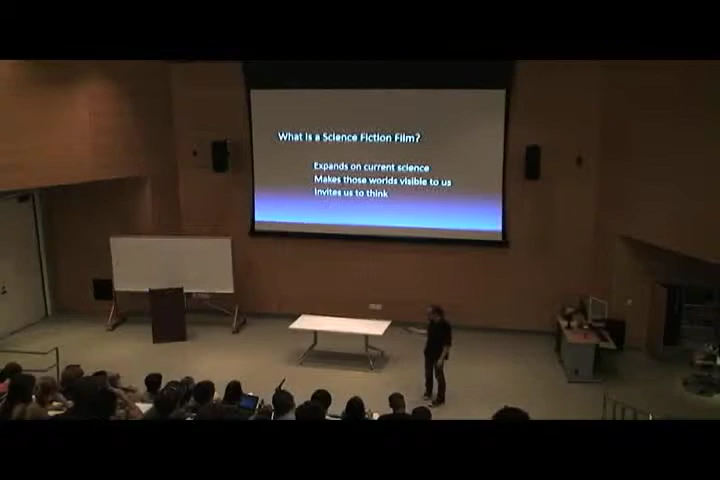 What is a Science Fiction Film?
Expands on current science
Makes those worlds visible to us
Invites us to think